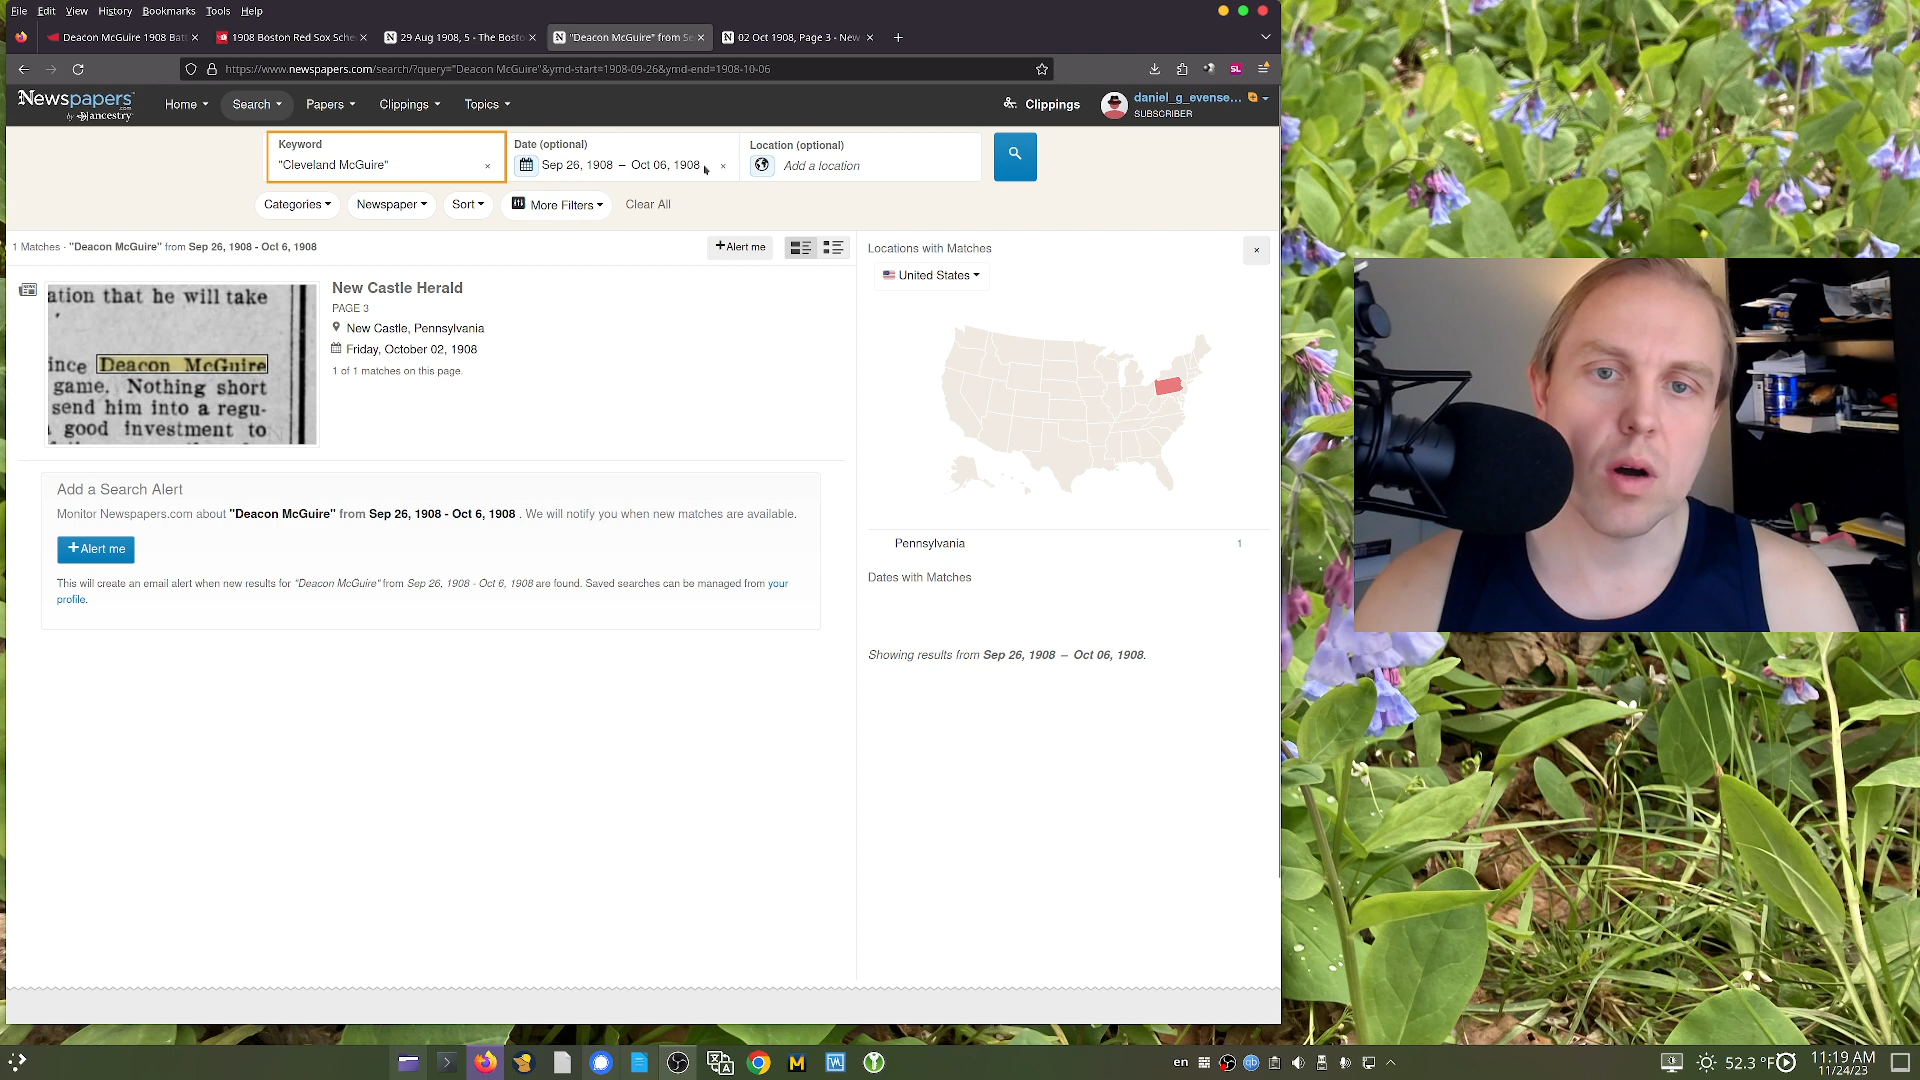 File Edit View History Bookmarks Tools Help
Deacon McGuire 1908 Batt
1908 Boston Red Sox Sche
29 Aug 1908, 5 - The Bosto
"Deacon McGuire" from Se
02 Oct 1908, Page 3 - New
https://www.newspapers.com/search/?query="Deacon McGuire"&ymd-start=1908-09-26&ymd-end=1908-10-06
SL
Newspapers .com
by ancestry
Home Search Papers Clippings Topics
Clippings
daniel_g_evense...
SUBSCRIBER
Keyword
"Cleveland McGuire"
Date (optional)
Sep 26, 1908 – Oct 06, 1908
Location (optional)
Add a location
Categories Newspaper Sort More Filters Clear All
1 Matches · "Deacon McGuire" from Sep 26, 1908 - Oct 6, 1908
+Alert me
Locations with Matches
United States
ation that he will take
ince Deacon McGuire
game. Nothing short
send him into a regu-
good investment to
New Castle Herald
PAGE 3
New Castle, Pennsylvania
Friday, October 02, 1908
1 of 1 matches on this page.
Add a Search Alert
Monitor Newspapers.com about "Deacon McGuire" from Sep 26, 1908 - Oct 6, 1908 . We will notify you when new matches are available.
+Alert me
This will create an email alert when new results for "Deacon McGuire" from Sep 26, 1908 - Oct 6, 1908 are found. Saved searches can be managed from your
profile.
Pennsylvania 1
Dates with Matches
Showing results from Sep 26, 1908 – Oct 06, 1908.
en
52.3 °F
11:19 AM
11/24/23